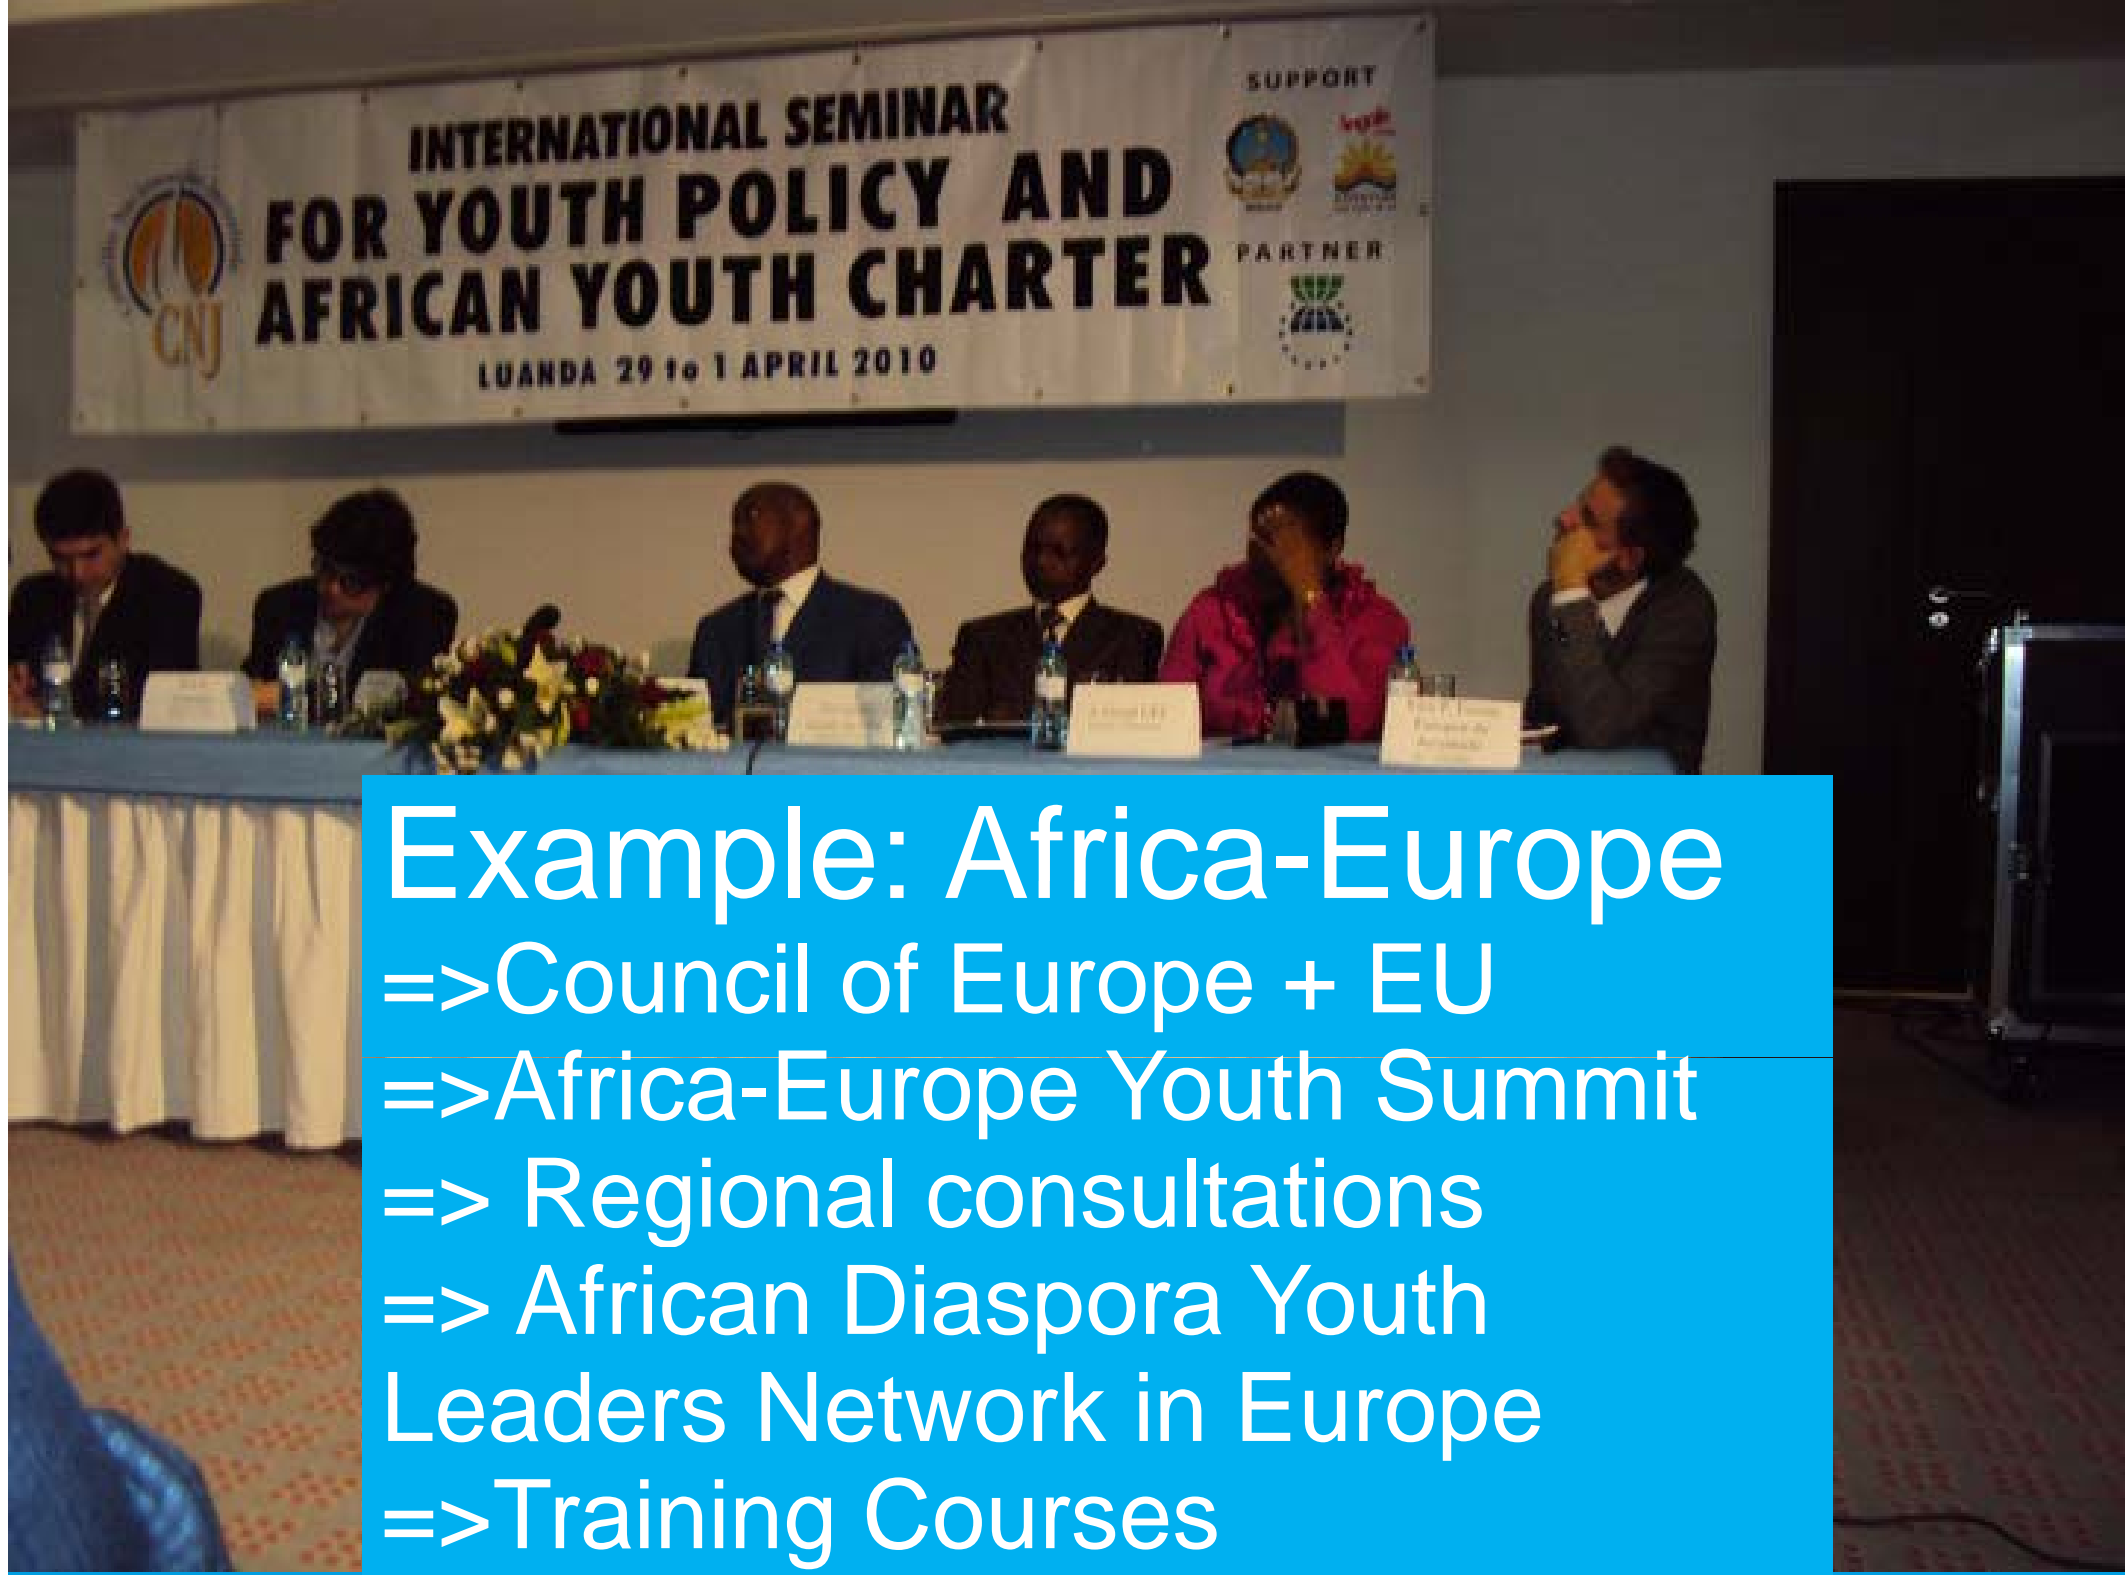 INTERNATIONAL SEMINAR
FOR YOUTH POLICY AND
AFRICAN YOUTH CHARTER
LUANDA 29 to 1 APRIL 2010
CNJ
SUPPORT
PARTNER
Example: Africa-Europe
=>Council of Europe + EU
=>Africa-Europe Youth Summit
=> Regional consultations
=> African Diaspora Youth
Leaders Network in Europe
=>Training Courses